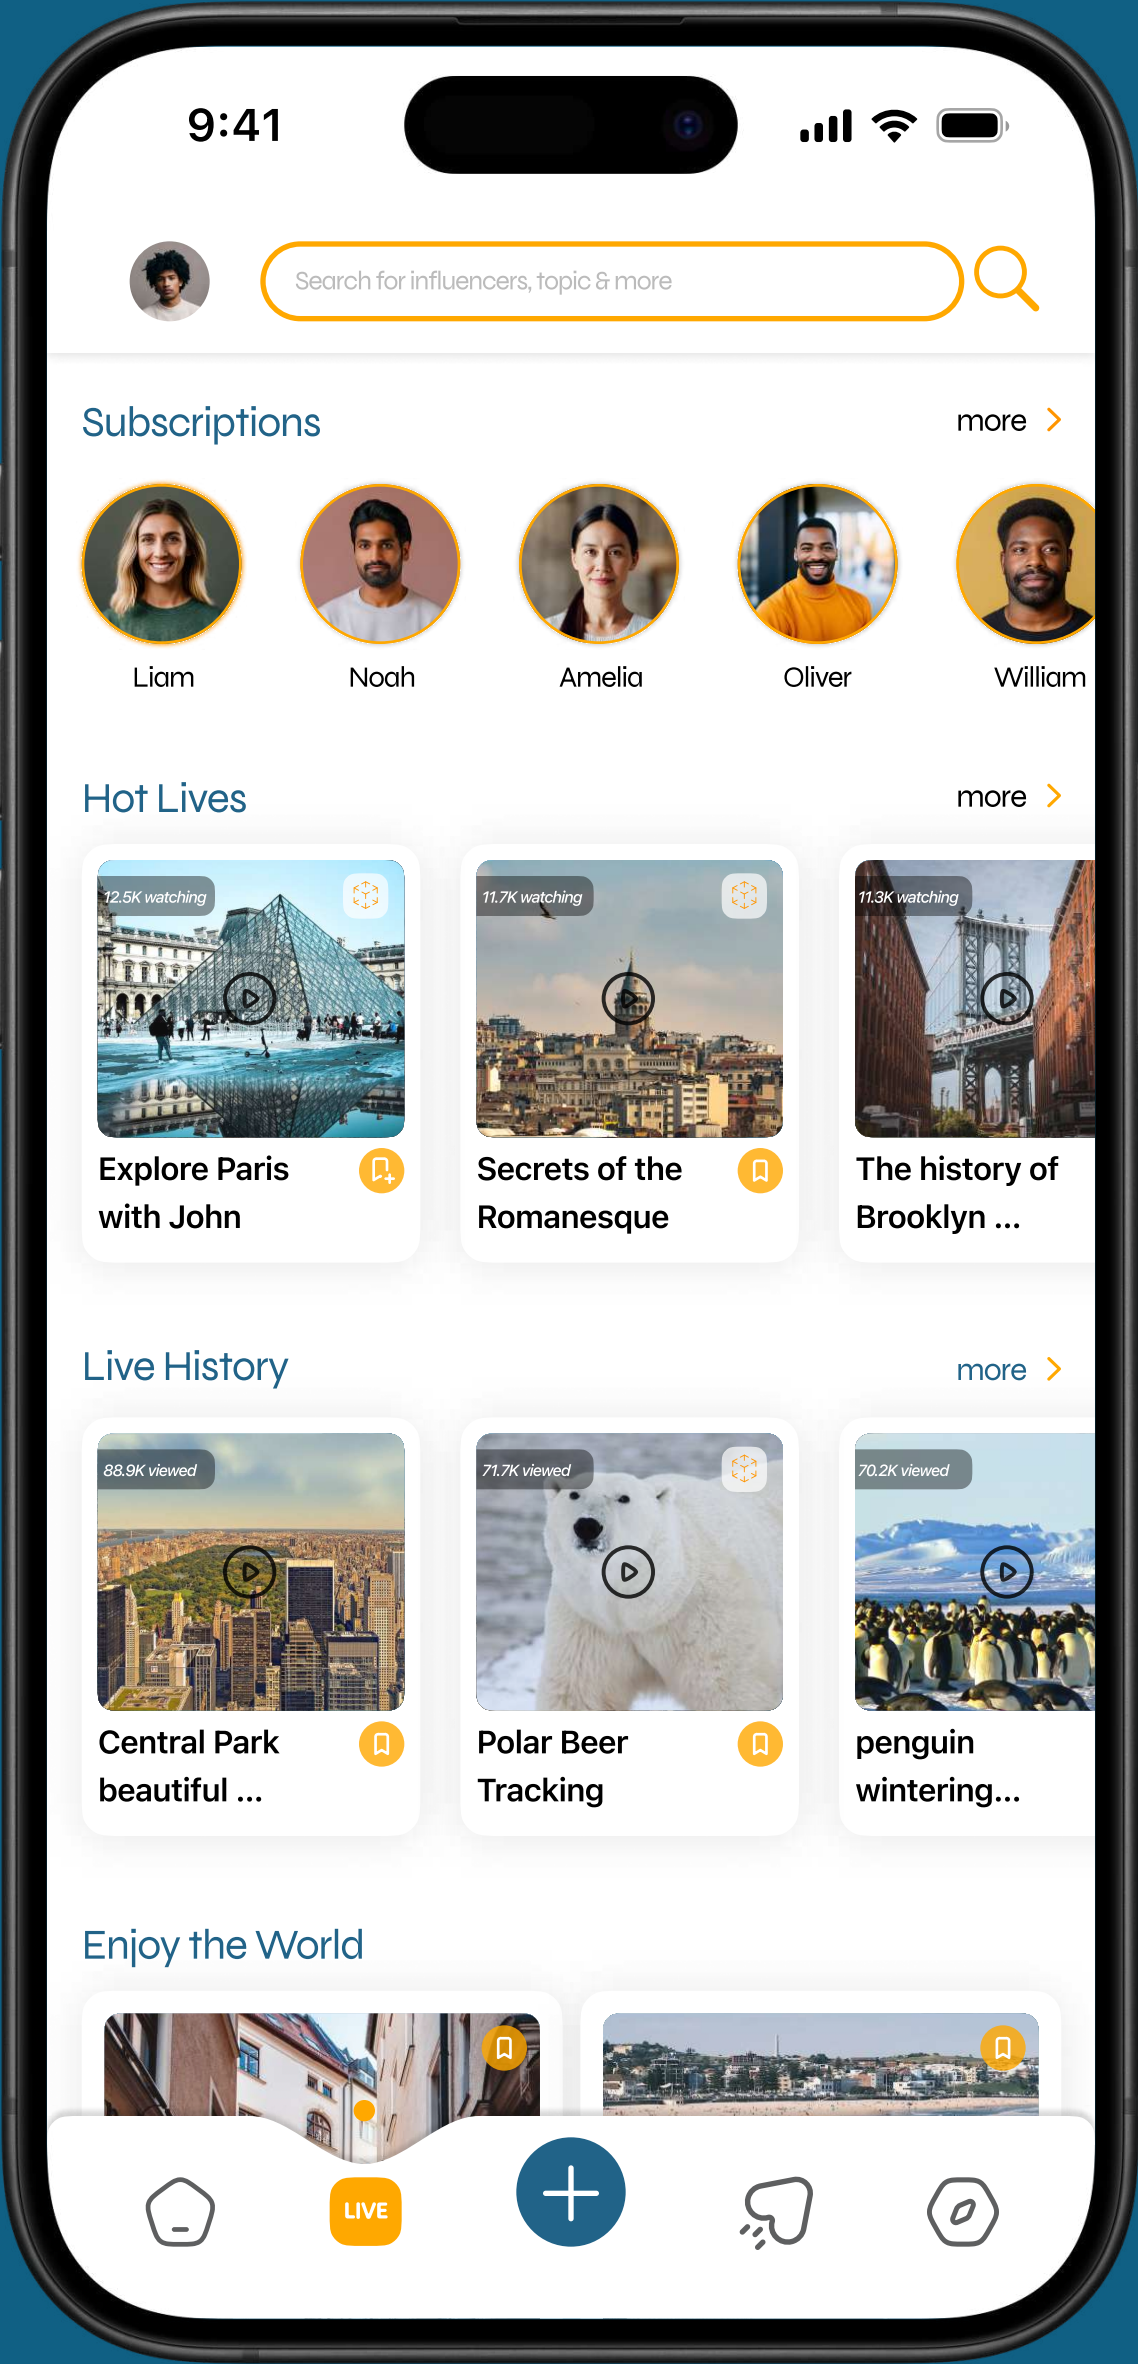 9:41
Search for influencers, topic & more
Subscriptions
more
Liam
Noah
Amelia
Oliver
William
Hot Lives
more
12.5K watching
11.7K watching
11.3K watching
Explore Paris
with John
Secrets of the
Romanesque
The history of
Brooklyn ...
Live History
more
88.9K viewed
71.7K viewed
70.2K viewed
Central Park
beautiful ...
Polar Beer
Tracking
penguin
wintering...
Enjoy the World
LIVE